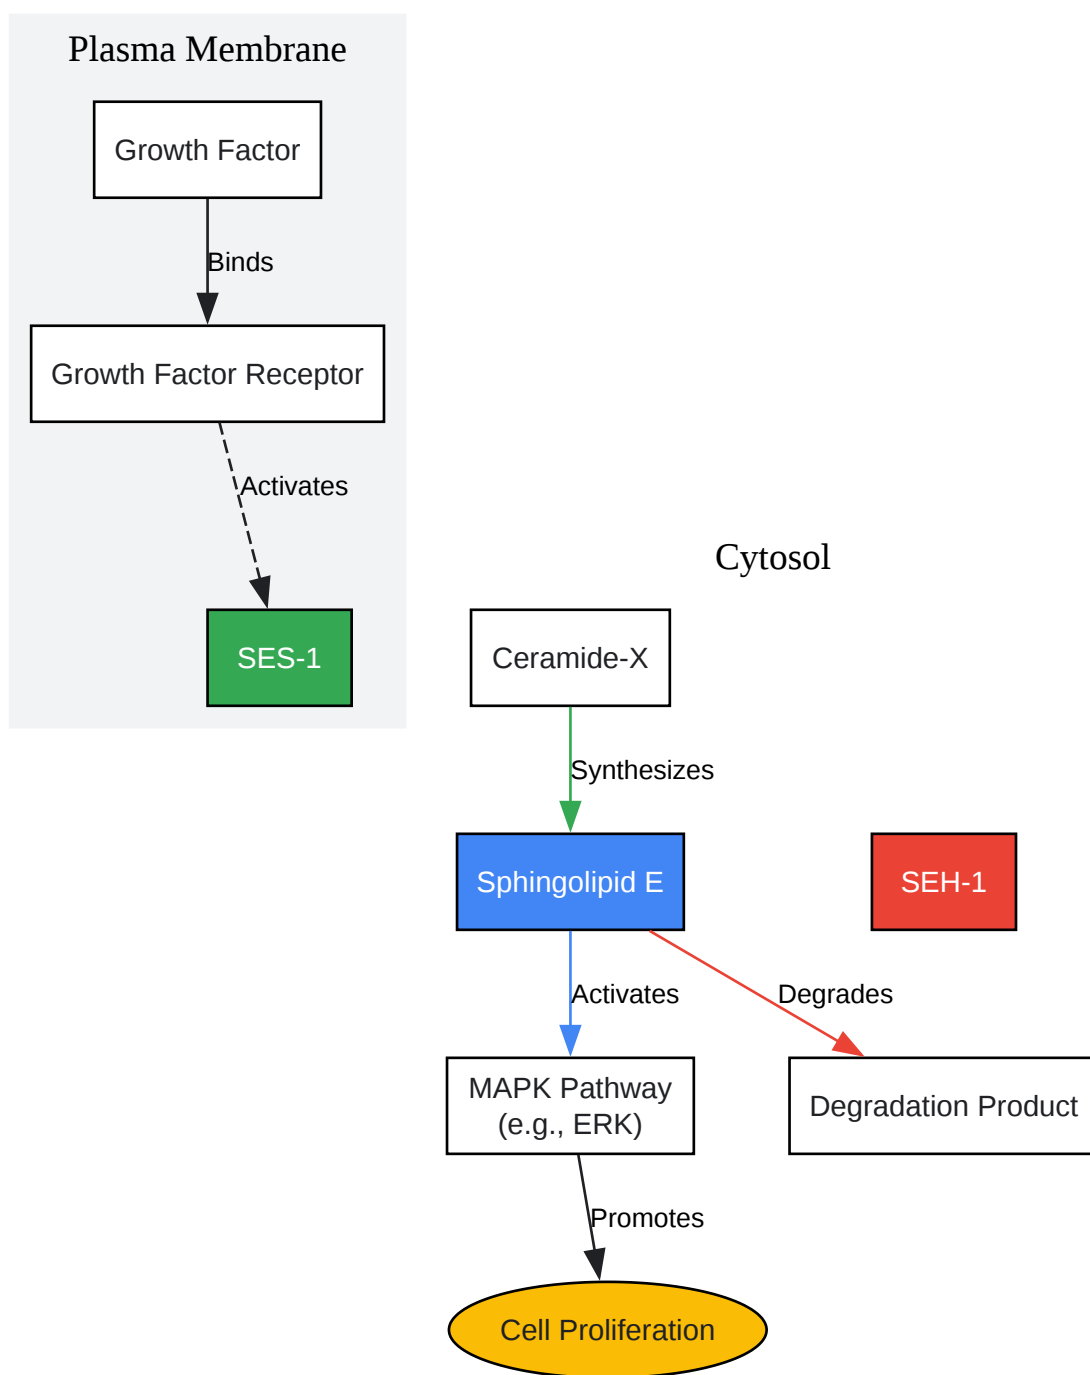 Plasma Membrane
Growth Factor
Binds
Growth Factor Receptor
Activates
SES-1
Cytosol
Ceramide-X
Synthesizes
Sphingolipid E
SEH-1
Activates
Degrades
MAPK Pathway
(e.g., ERK)
Degradation Product
Promotes
Cell Proliferation